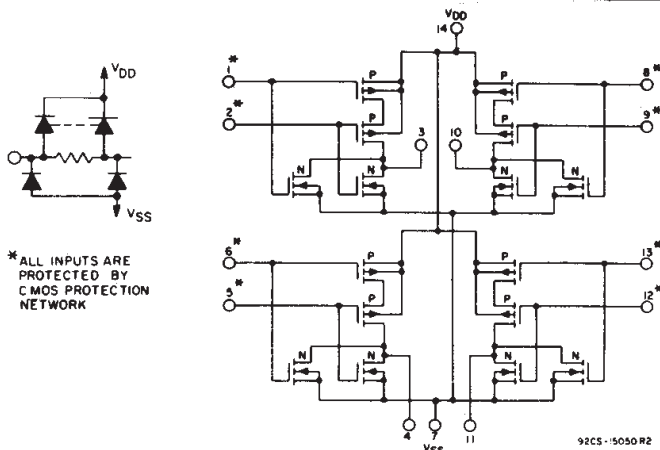 VDD
14
1*
2*
P
P
3
N
N
10
P
P
N
N
8*
9*
VDD
VSS
*ALL INPUTS ARE
PROTECTED BY
CMOS PROTECTION
NETWORK
6*
5*
P
P
N
N
P
P
N
N
13*
12*
4
7
VSS
11
92CS-15050R2